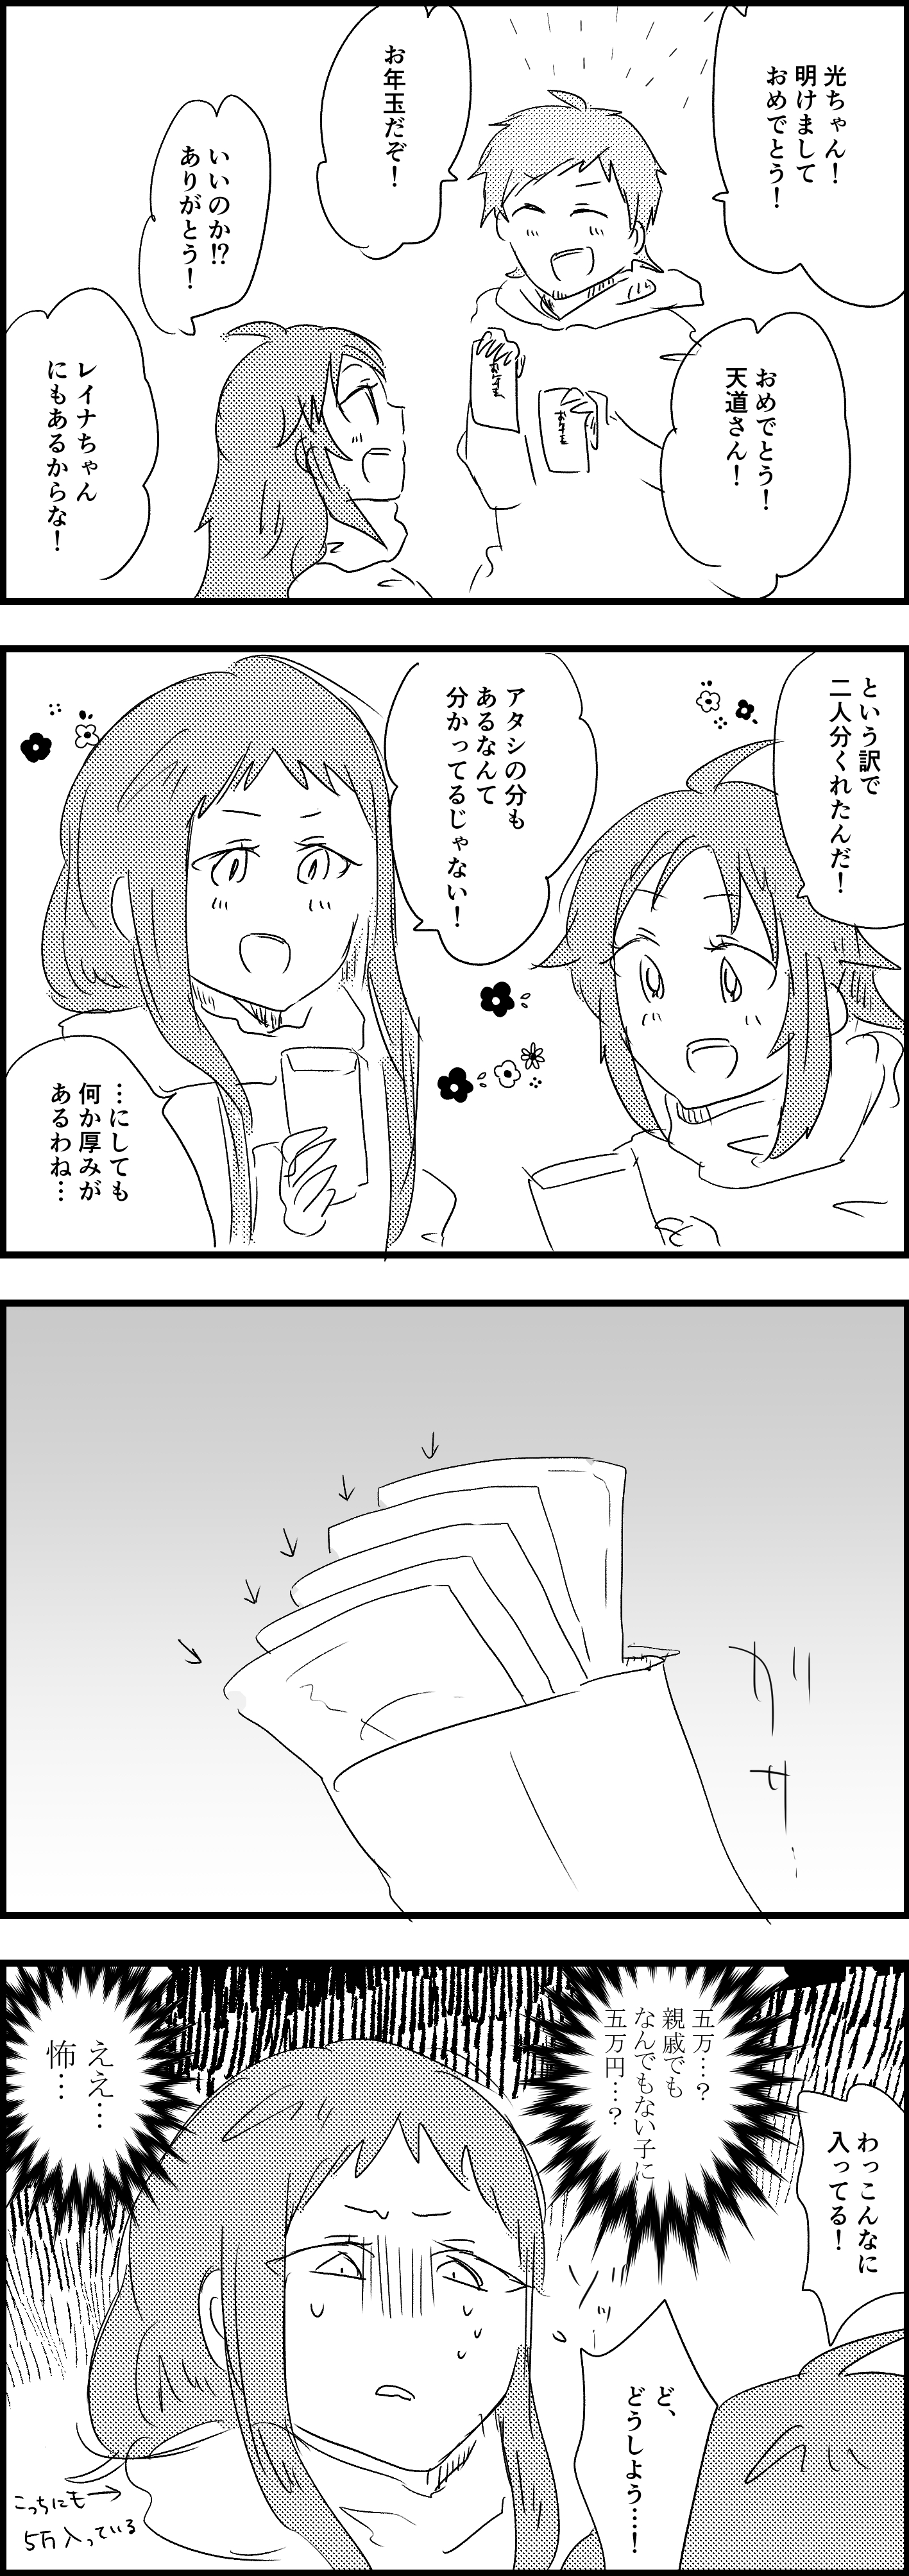 光ちゃん！
明けまして
おめでとう！
おめでとう！
天道さん！
お年玉だぞ！
お年玉
お年玉
いいのか!?
ありがとう！
レイナちゃん
にもあるからな！
という訳で
二人分くれたんだ！
アタシの分も
あるなんて
分かってるじゃない！
…にしても
何か厚みが
あるわね…
ガサ…
わっこんなに
入ってる！
五万…？
親戚でも
なんでもない子に
五万円…？
ど、
どうしよう…！
ええ…
怖…
こっちにも→
5万入っている